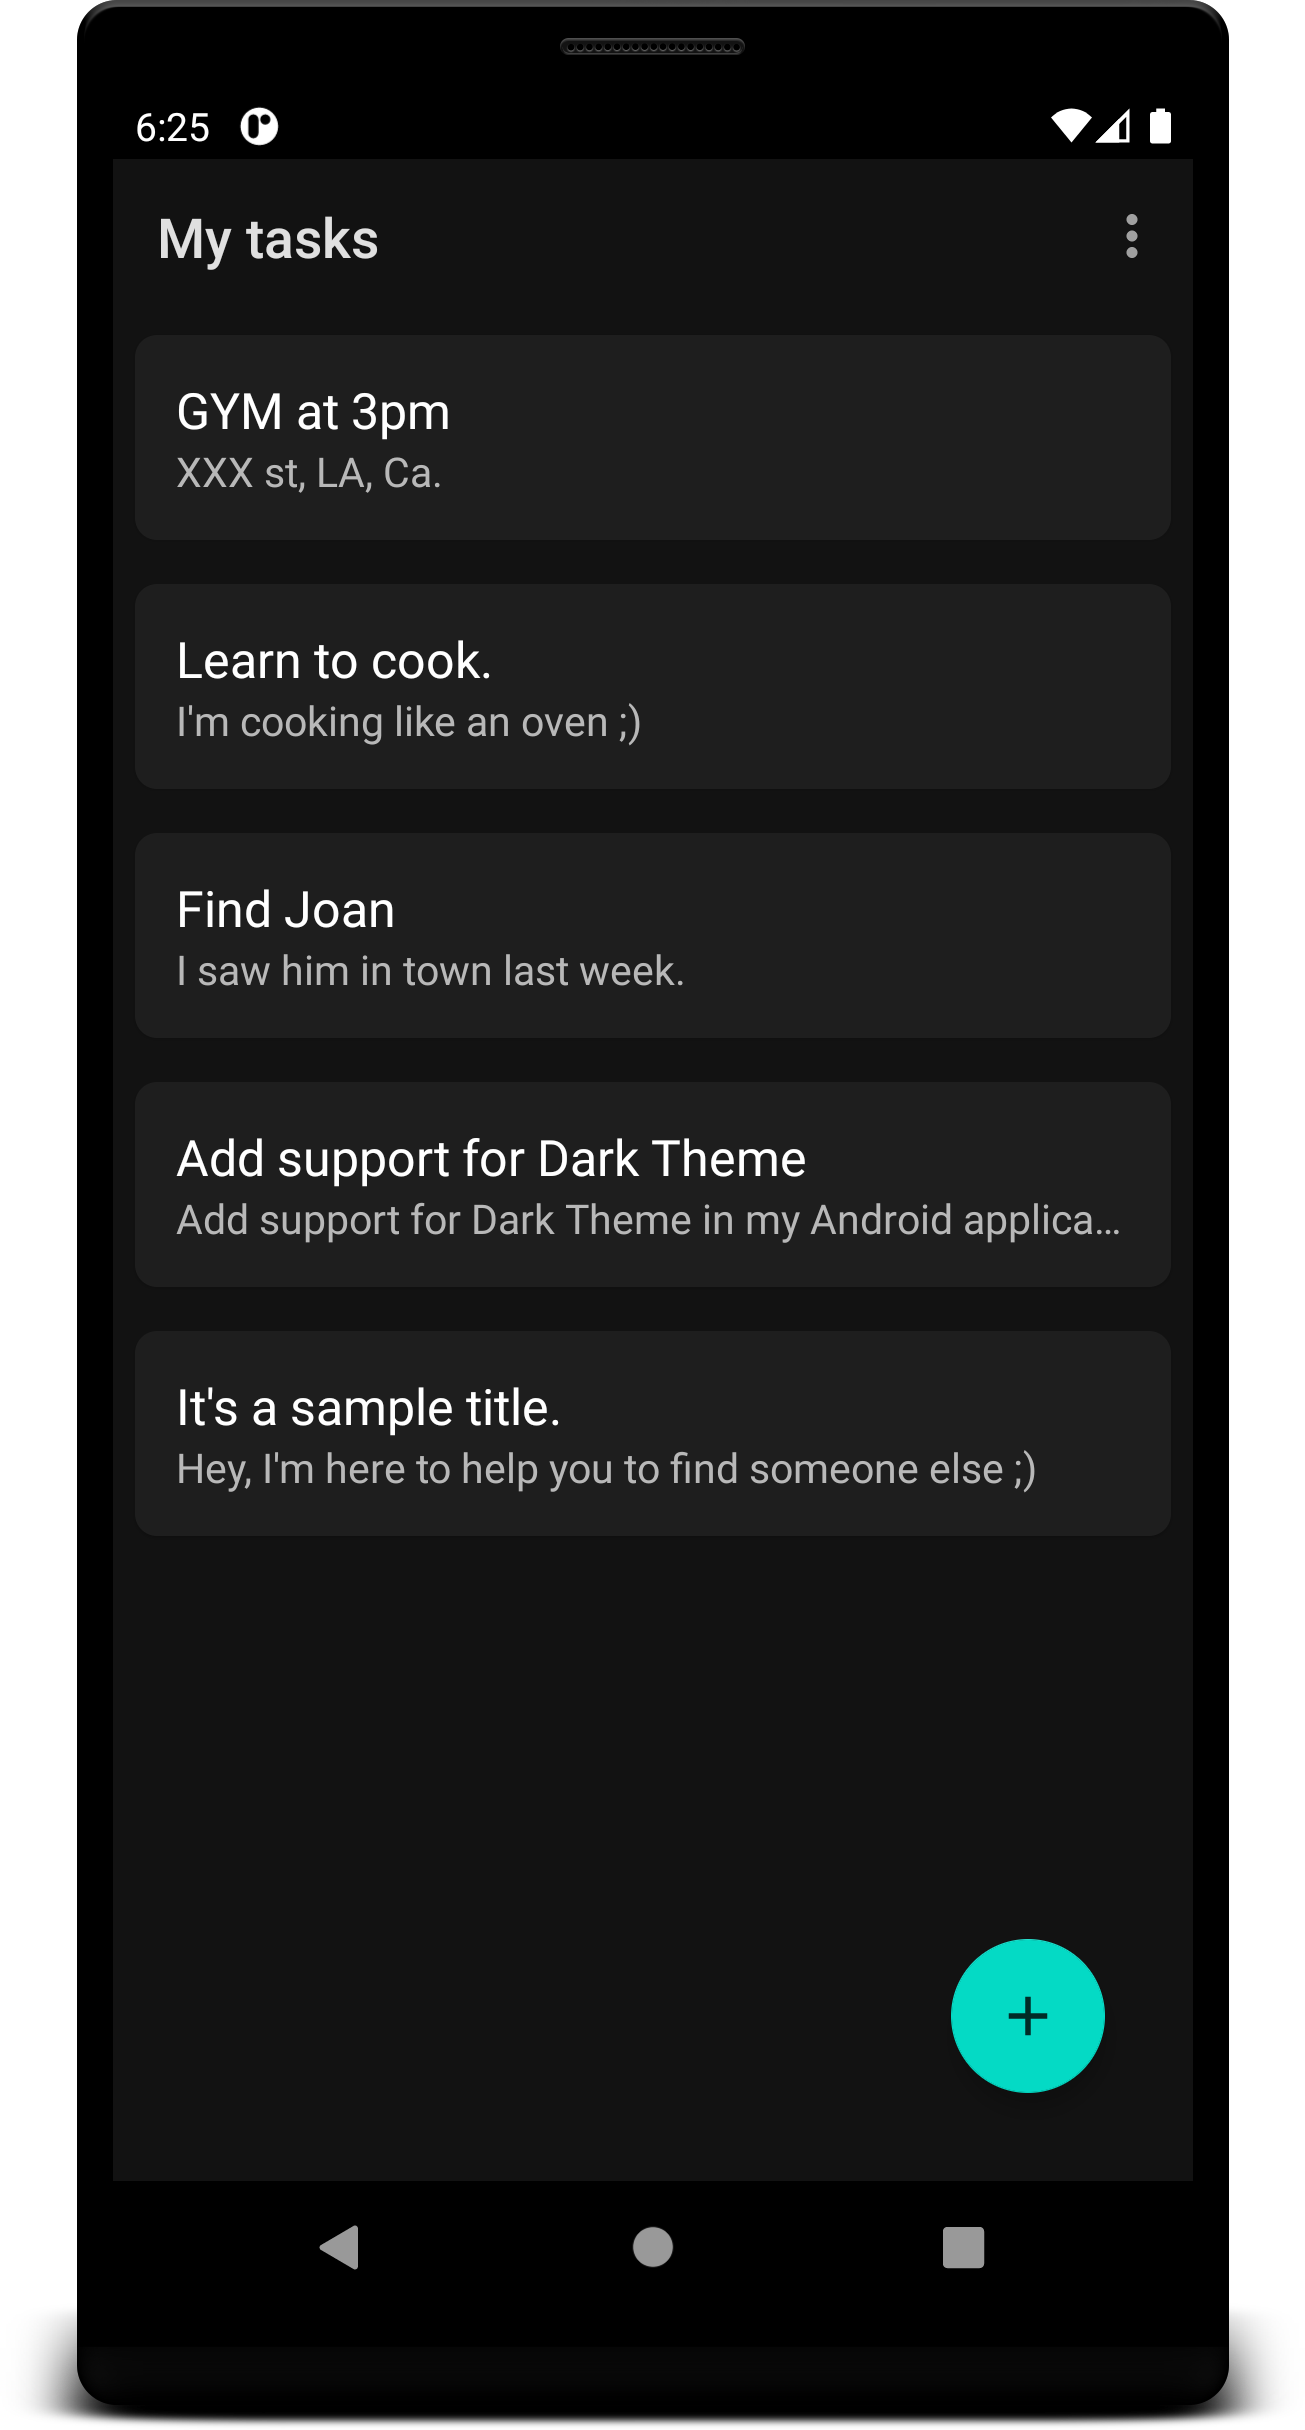 6:25
My tasks
GYM at 3pm
XXX st, LA, Ca.
Learn to cook.
I'm cooking like an oven ;)
Find Joan
I saw him in town last week.
Add support for Dark Theme
Add support for Dark Theme in my Android applica...
It's a sample title.
Hey, I'm here to help you to find someone else ;)